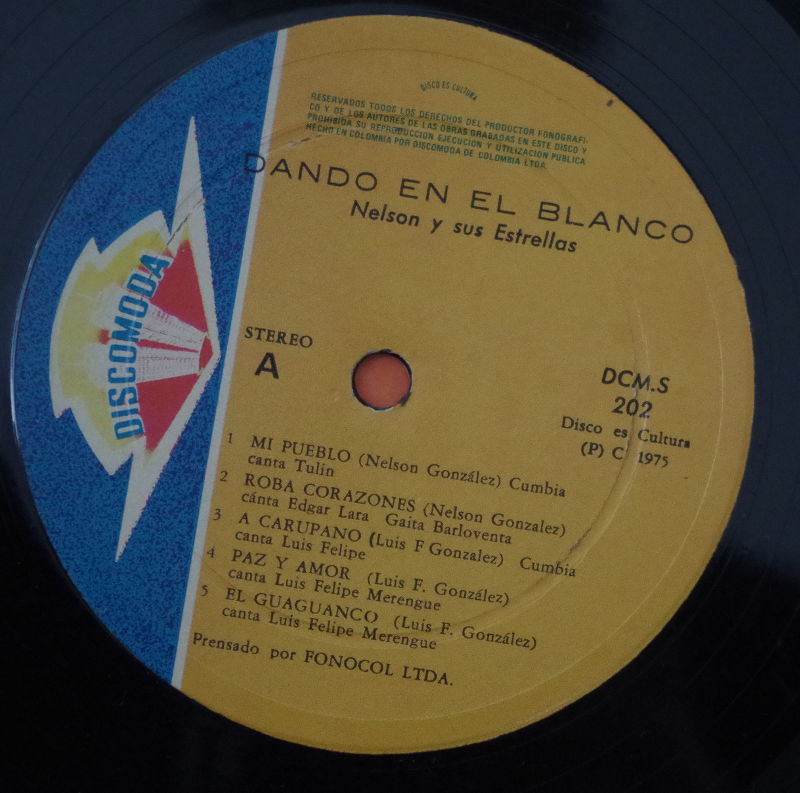 DISCO ES CULTURA
RESERVADOS TODOS LOS DERECHOS DEL PRODUCTOR FONOGRAFI-
CO Y DE LOS AUTORES DE LAS OBRAS GRABADAS EN ESTE DISCO Y
PROHIBIDA SU REPRODUCCION EJECUCION Y UTILIZACION PUBLICA
HECHO EN COLOMBIA POR DISCOMODA DE COLOMBIA LTDA.
DANDO EN EL BLANCO
Nelson y sus Estrellas
DISCOMODA
STEREO
A
DCM.S
202
Disco es Cultura
(P) C 1975
1 MI PUEBLO (Nelson González) Cumbia
canta Tulin
2 ROBA CORAZONES (Nelson Gonzalez)
cánta Edgar Lara Gaita Barloventa
3 A CARUPANO (Luis F Gonzalez) Cumbia
canta Luis Felipe
4 PAZ Y AMOR (Luis F. González)
canta Luis Felipe Merengue
5 EL GUAGUANCO (Luis F. González)
canta Luis Felipe Merengue
Prensado por FONOCOL LTDA.